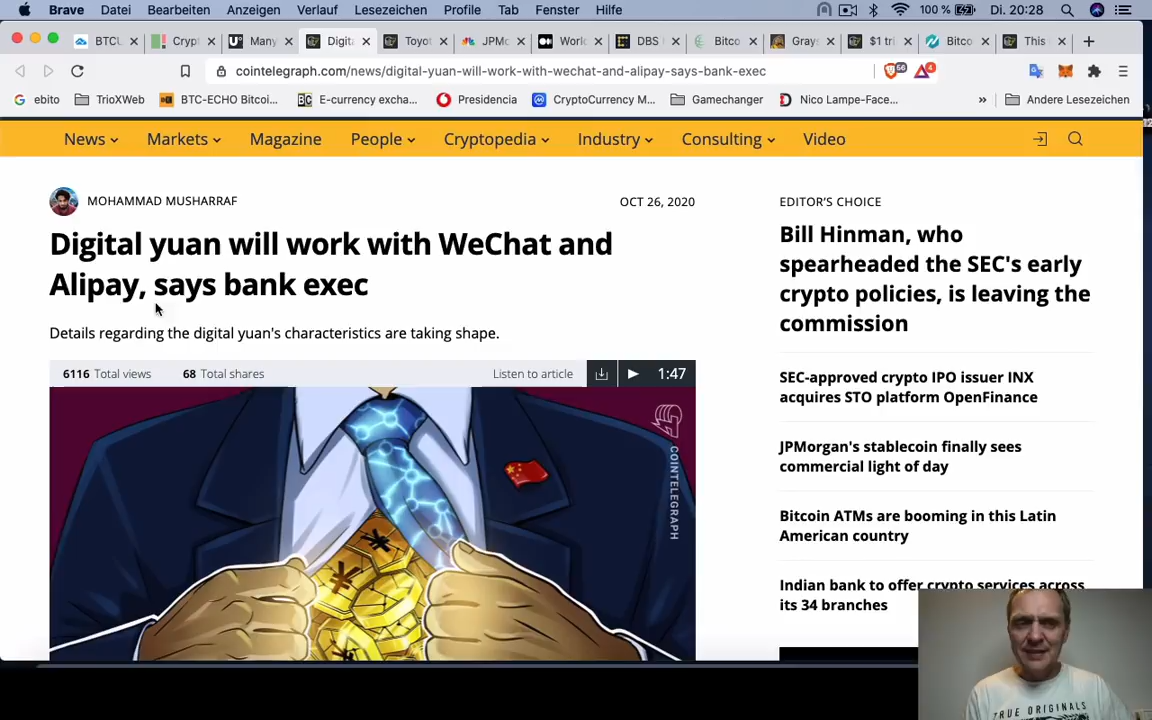 Brave Datei Bearbeiten Anzeigen Verlauf Lesezeichen Profile Tab Fenster Hilfe 100 % Di. 20:28
BTCU Crypt Many Digit Toyot JPMo World DBS Bitco Grays $1 tri Bitco This
cointelegraph.com/news/digital-yuan-will-work-with-wechat-and-alipay-says-bank-exec 56 4
ebito TrioXWeb BTC-ECHO Bitcoi... E-currency excha... Presidencia CryptoCurrency M... Gamechanger Nico Lampe-Face... » Andere Lesezeichen
News Markets Magazine People Cryptopedia Industry Consulting Video
MOHAMMAD MUSHARRAF OCT 26, 2020
Digital yuan will work with WeChat and
Alipay, says bank exec
Details regarding the digital yuan's characteristics are taking shape.
6116 Total views 68 Total shares Listen to article 1:47
COINTELEGRAPH
EDITOR'S CHOICE
Bill Hinman, who
spearheaded the SEC's early
crypto policies, is leaving the
commission
SEC-approved crypto IPO issuer INX
acquires STO platform OpenFinance
JPMorgan's stablecoin finally sees
commercial light of day
Bitcoin ATMs are booming in this Latin
American country
Indian bank to offer crypto services across
its 34 branches
TRUE ORIGINALS